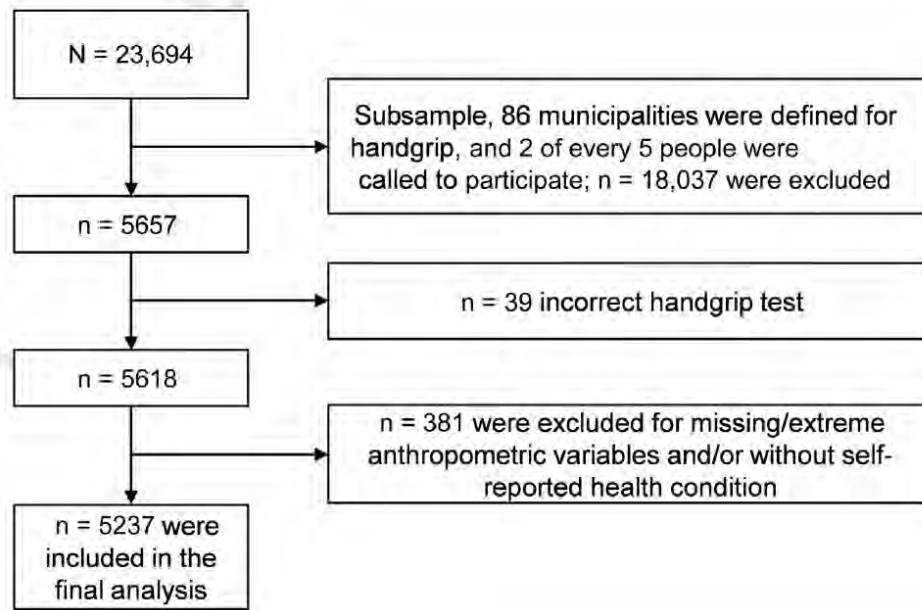 N = 23,694
Subsample, 86 municipalities were defined for
handgrip, and 2 of every 5 people were
called to participate; n = 18,037 were excluded
n = 5657
n = 39 incorrect handgrip test
n = 5618
n = 381 were excluded for missing/extreme
anthropometric variables and/or without self-
reported health condition
n = 5237 were
included in the
final analysis